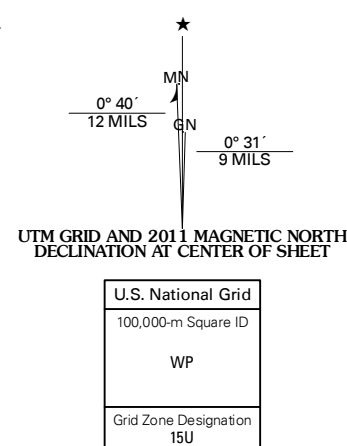 ★
MN
0° 40´
12 MILS
GN
0° 31´
9 MILS
UTM GRID AND 2011 MAGNETIC NORTH
DECLINATION AT CENTER OF SHEET
U.S. National Grid
100,000-m Square ID
WP
Grid Zone Designation
15U